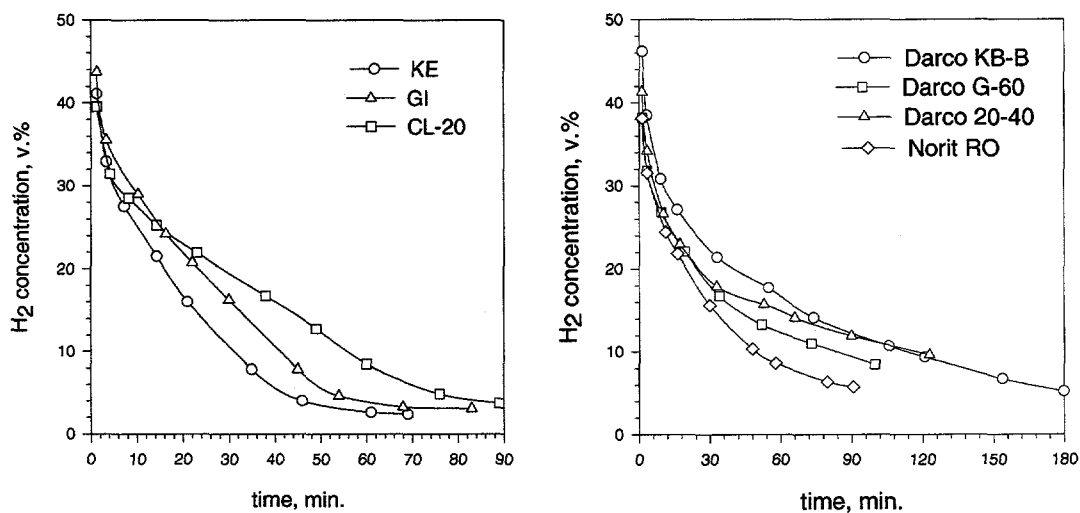 H2 concentration, v.%
50
40
30
20
10
0
KE
GI
CL-20
0 10 20 30 40 50 60 70 80 90
time, min.
H2 concentration, v.%
50
40
30
20
10
0
Darco KB-B
Darco G-60
Darco 20-40
Norit RO
0 30 60 90 120 150 180
time, min.